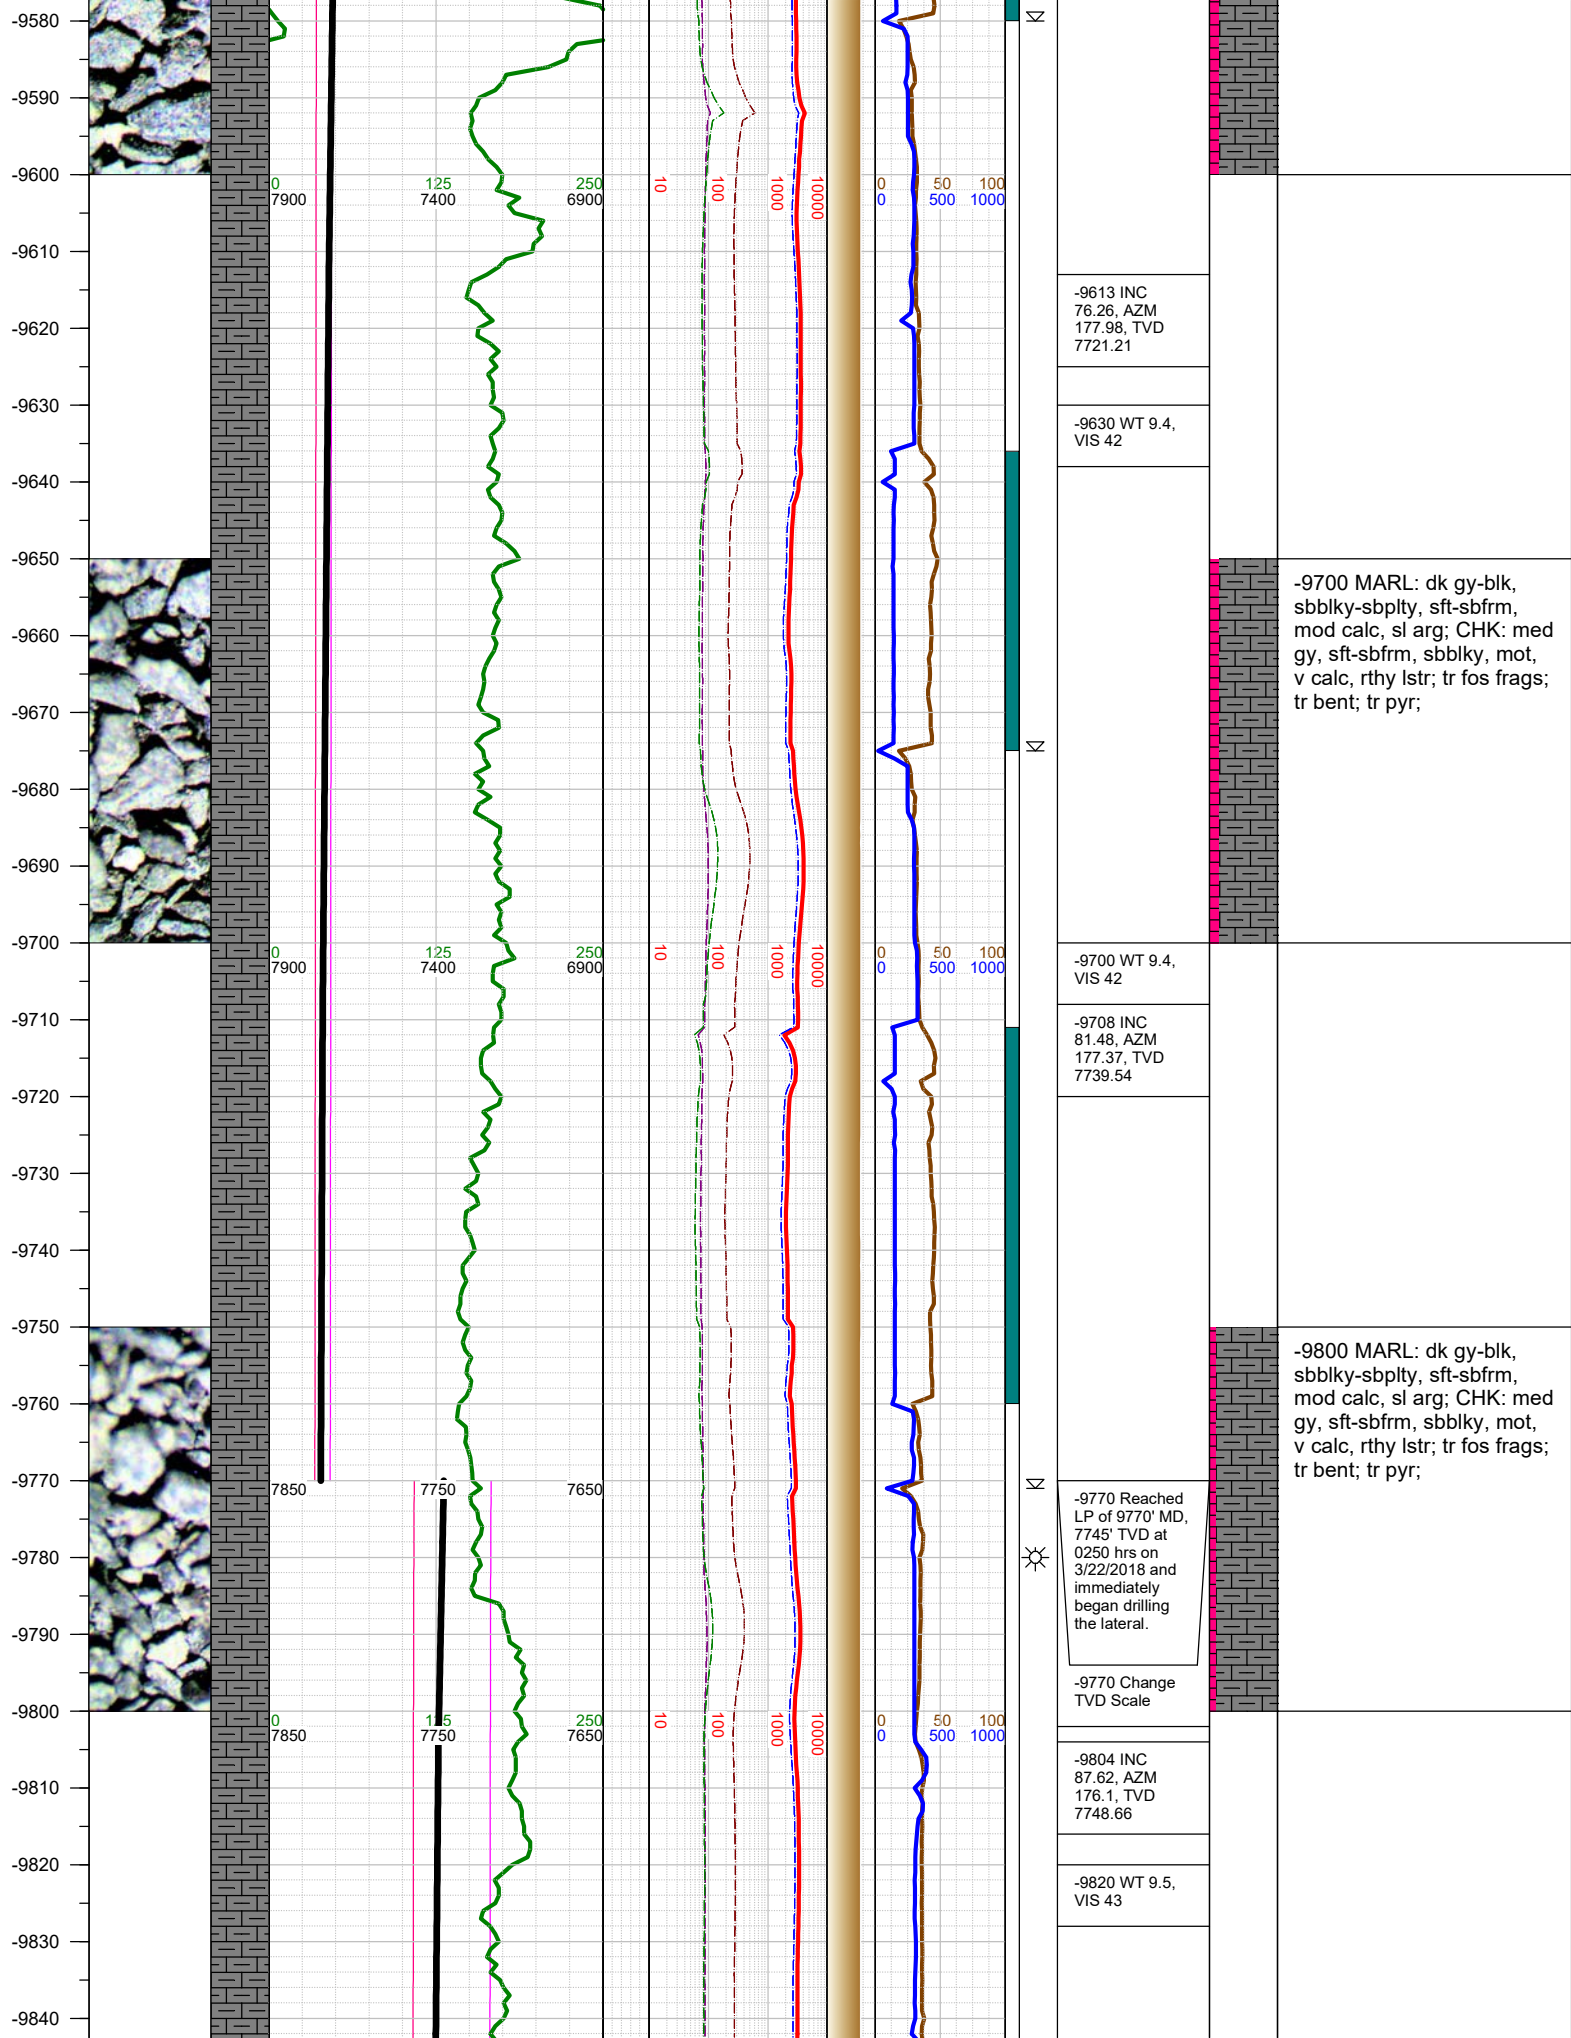 -9580
-9590
-9600
0 125 250 10 100 1000 10000 0 50 100
7900 7400 6900 0 500 1000
-9610
-9613 INC
76.26, AZM
177.98, TVD
7721.21
-9620
-9630
-9630 WT 9.4,
VIS 42
-9640
-9650
-9700 MARL: dk gy-blk,
sbblky-sbplty, sft-sbfrm,
mod calc, sl arg; CHK: med
gy, sft-sbfrm, sbblky, mot,
v calc, rthy lstr; tr fos frags;
tr bent; tr pyr;
-9660
-9670
-9680
-9690
-9700
0 125 250 10 100 1000 10000 0 50 100
7900 7400 6900 0 500 1000
-9700 WT 9.4,
VIS 42
-9710
-9708 INC
81.48, AZM
177.37, TVD
7739.54
-9720
-9730
-9740
-9750
-9800 MARL: dk gy-blk,
sbblky-sbplty, sft-sbfrm,
mod calc, sl arg; CHK: med
gy, sft-sbfrm, sbblky, mot,
v calc, rthy lstr; tr fos frags;
tr bent; tr pyr;
-9760
-9770
7850 7750 7650
-9770 Reached
LP of 9770' MD,
7745' TVD at
0250 hrs on
3/22/2018 and
immediately
began drilling
the lateral.
-9780
-9790
-9770 Change
TVD Scale
-9800
0 125 250 10 100 1000 10000 0 50 100
7850 7750 7650 0 500 1000
-9804 INC
87.62, AZM
176.1, TVD
7748.66
-9810
-9820
-9820 WT 9.5,
VIS 43
-9830
-9840